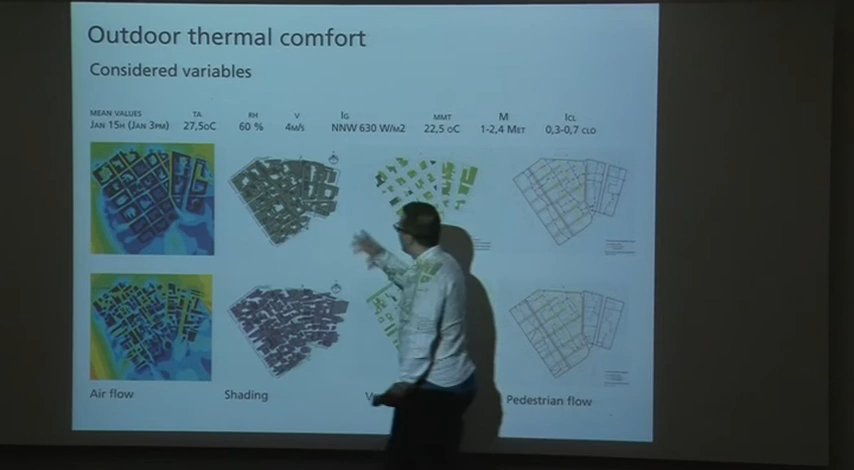 Outdoor thermal comfort
Considered variables
MEAN VALUES TA RH V IG MMT M ICL
JAN 15H (JAN 3PM) 27,5oC 60 % 4M/S NNW 630 W/M2 22,5 oC 1-2,4 MET 0,3-0,7 CLO
Air flow Shading Pedestrian flow